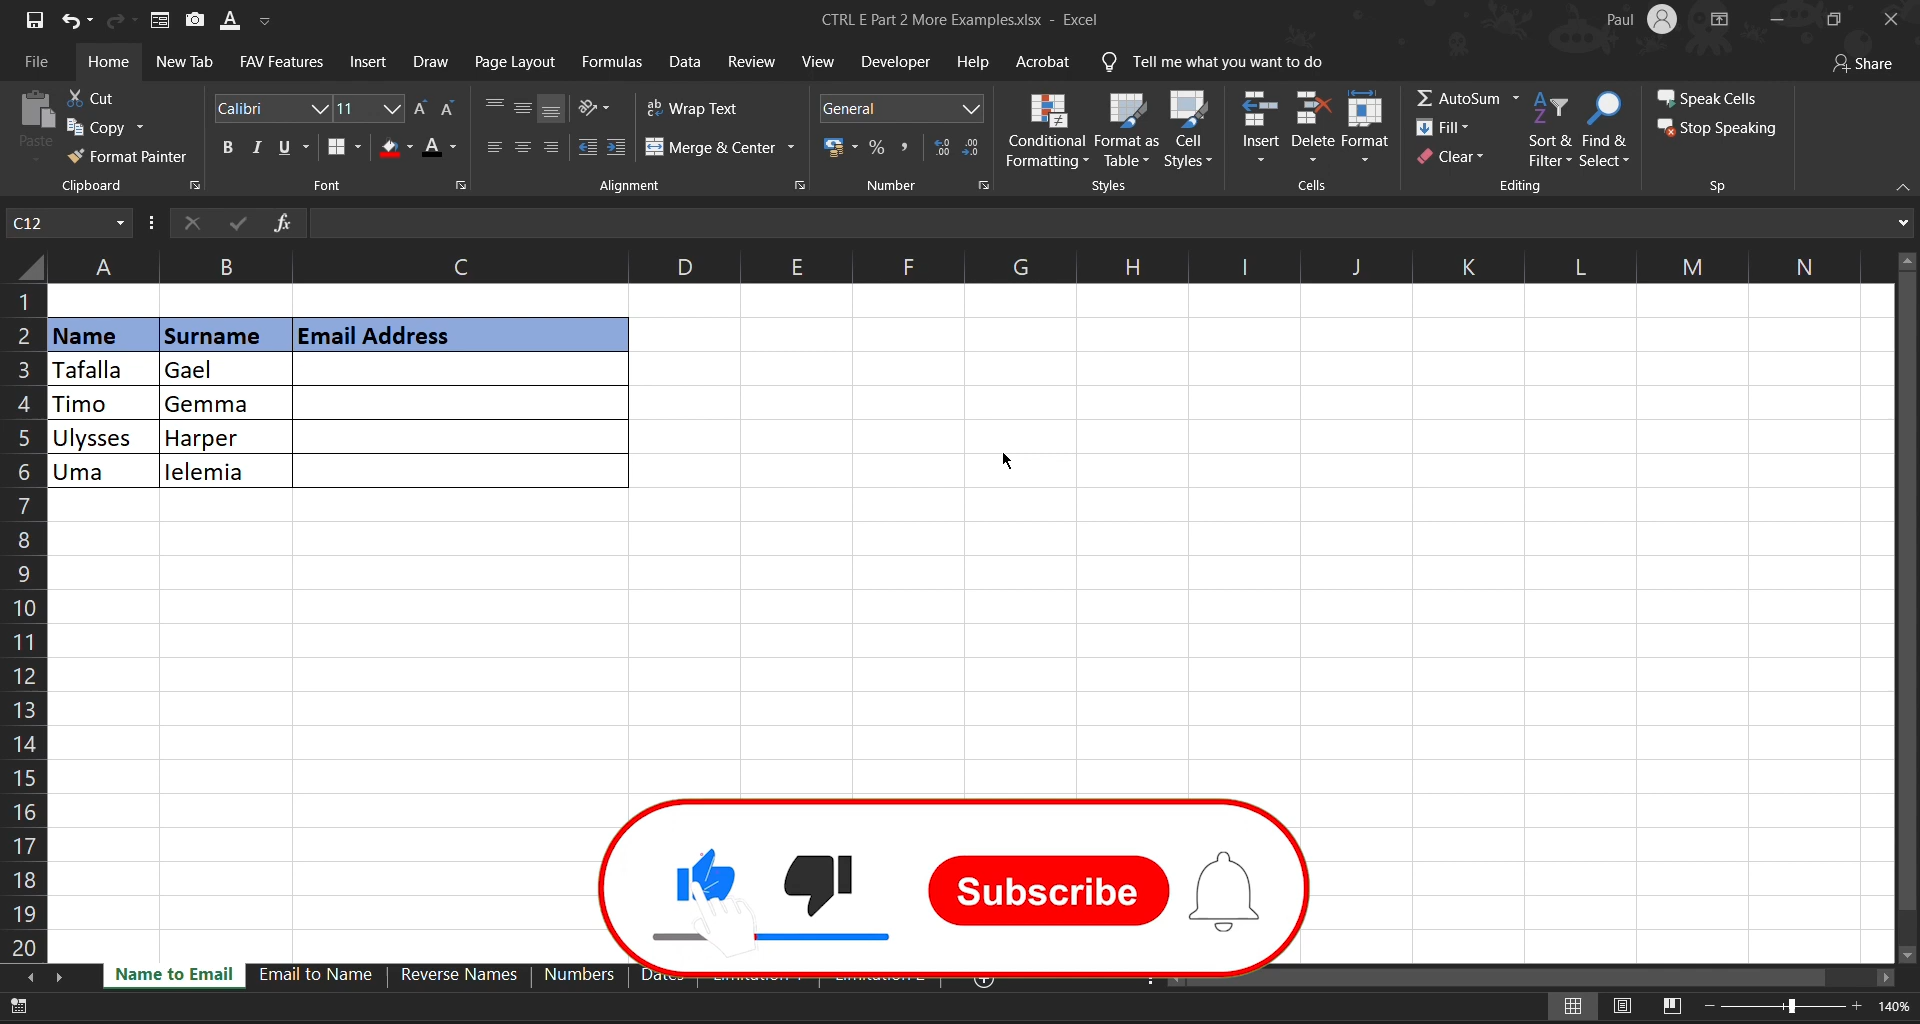 CTRL E Part 2 More Examples.xlsx - Excel
Paul
File Home New Tab FAV Features Insert Draw Page Layout Formulas Data Review View Developer Help Acrobat Tell me what you want to do Share
Paste
Cut
Copy
Format Painter
Clipboard
Calibri 11
B I U A
Font
Wrap Text
Merge & Center
Alignment
General
% ,
Number
Conditional Formatting
Format as Table
Cell Styles
Styles
Insert Delete Format
Cells
AutoSum
Fill
Clear
Sort & Filter
Find & Select
Editing
Speak Cells
Stop Speaking
Sp
C12 fx
A B C D E F G H I J K L M N
1
2 Name Surname Email Address
3 Tafalla Gael
4 Timo Gemma
5 Ulysses Harper
6 Uma Ielemia
7
8
9
10
11
12
13
14
15
16
17
18
19
20
Subscribe
Name to Email Email to Name Reverse Names Numbers Dates
140%